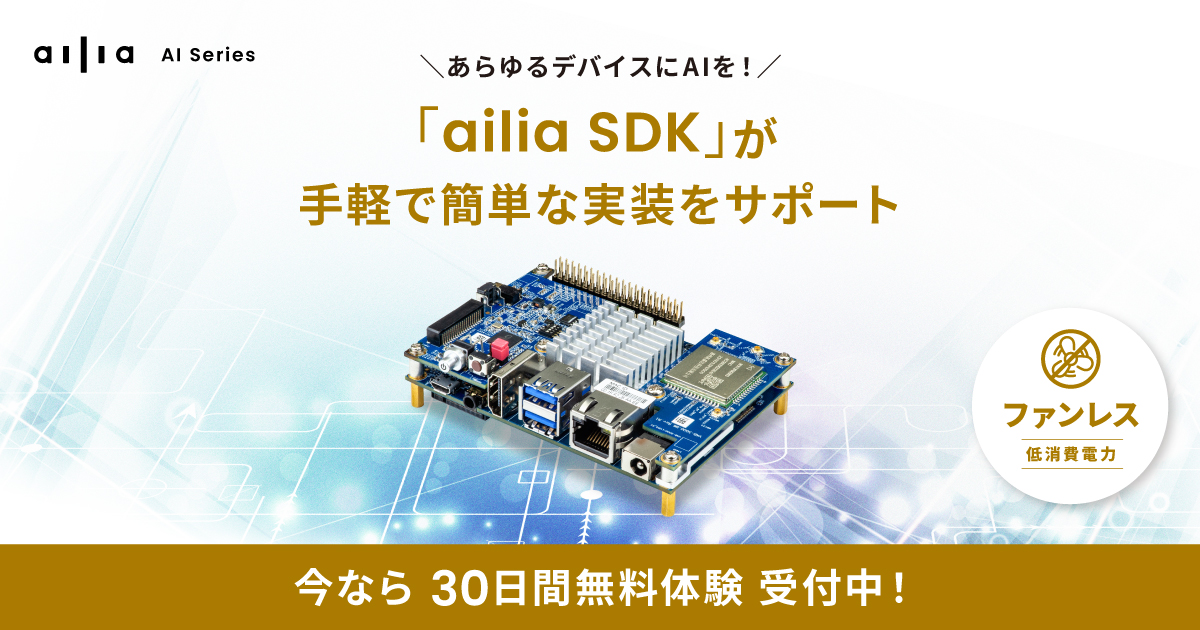 ailia AI Series
＼あらゆるデバイスにAIを！／
「ailia SDK」が
手軽で簡単な実装をサポート
ファンレス
低消費電力
今なら 30日間無料体験 受付中！